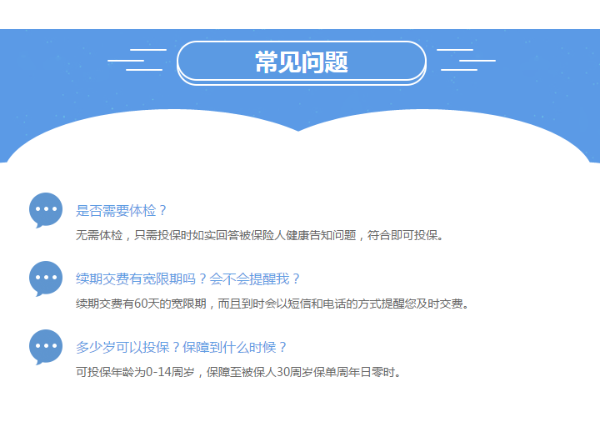 常见问题
是否需要体检？
无需体检，只需投保时如实回答被保险人健康告知问题，符合即可投保。
续期交费有宽限期吗？会不会提醒我？
续期交费有60天的宽限期，而且到时会以短信和电话的方式提醒您及时交费。
多少岁可以投保？保障到什么时候？
可投保年龄为0-14周岁，保障至被保人30周岁保单周年日零时。